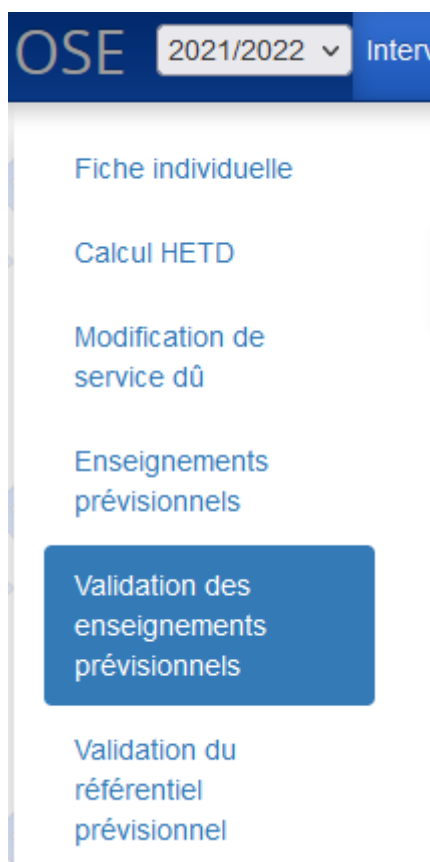 OSE 2021/2022 Interv
Fiche individuelle
Calcul HETD
Modification de
service dû
Enseignements
prévisionnels
Validation des
enseignements
prévisionnels
Validation du
référentiel
prévisionnel